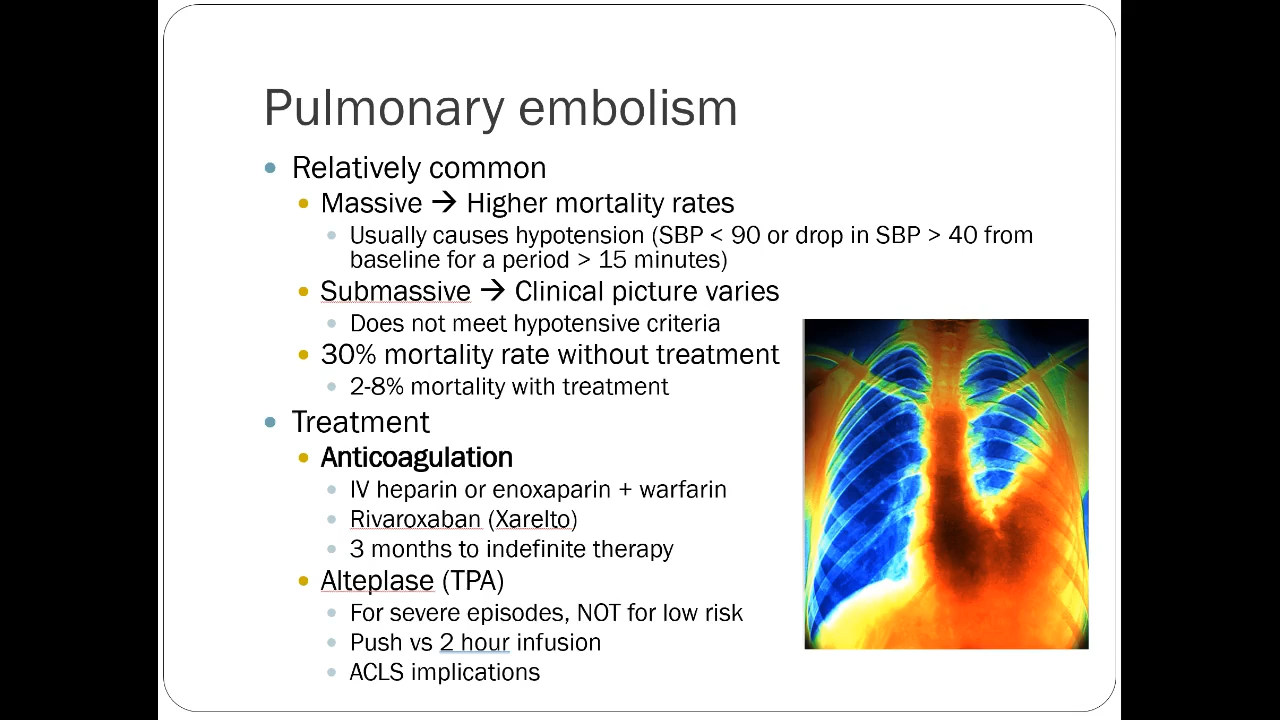 Pulmonary embolism
Relatively common
Massive → Higher mortality rates
Usually causes hypotension (SBP < 90 or drop in SBP > 40 from
baseline for a period > 15 minutes)
Submassive → Clinical picture varies
Does not meet hypotensive criteria
30% mortality rate without treatment
2-8% mortality with treatment
Treatment
Anticoagulation
IV heparin or enoxaparin + warfarin
Rivaroxaban (Xarelto)
3 months to indefinite therapy
Alteplase (TPA)
For severe episodes, NOT for low risk
Push vs 2 hour infusion
ACLS implications